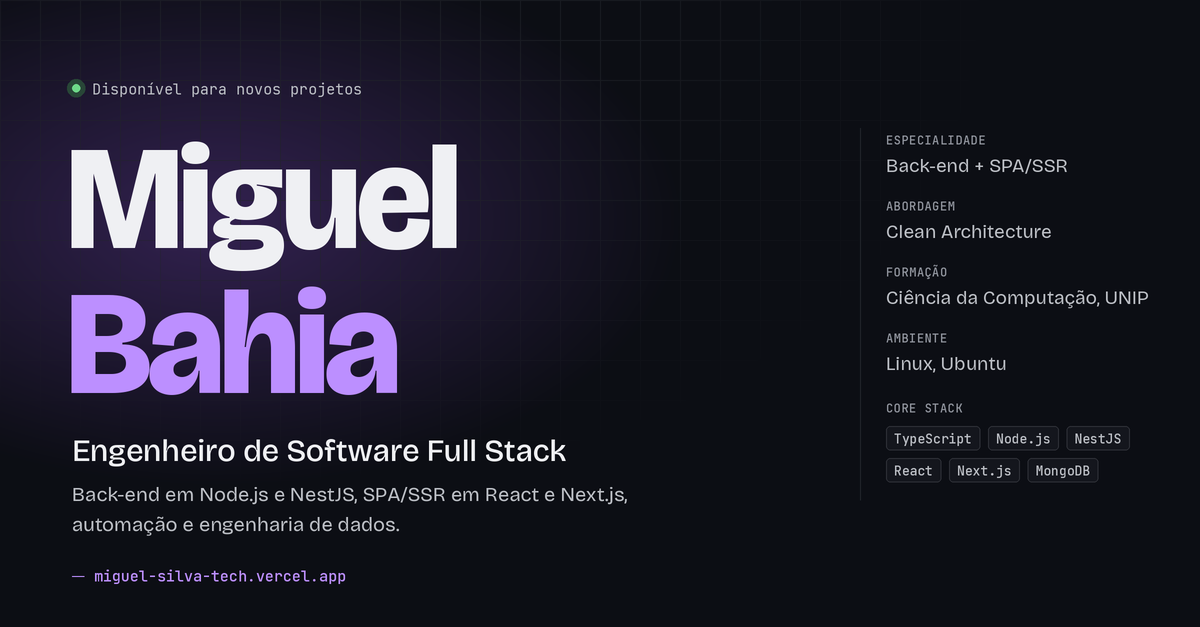 Disponível para novos projetos
Miguel
Bahia
Engenheiro de Software Full Stack
Back-end em Node.js e NestJS, SPA/SSR em React e Next.js,
automação e engenharia de dados.
— miguel-silva-tech.vercel.app
ESPECIALIDADE
Back-end + SPA/SSR
ABORDAGEM
Clean Architecture
FORMAÇÃO
Ciência da Computação, UNIP
AMBIENTE
Linux, Ubuntu
CORE STACK
TypeScript Node.js NestJS
React Next.js MongoDB